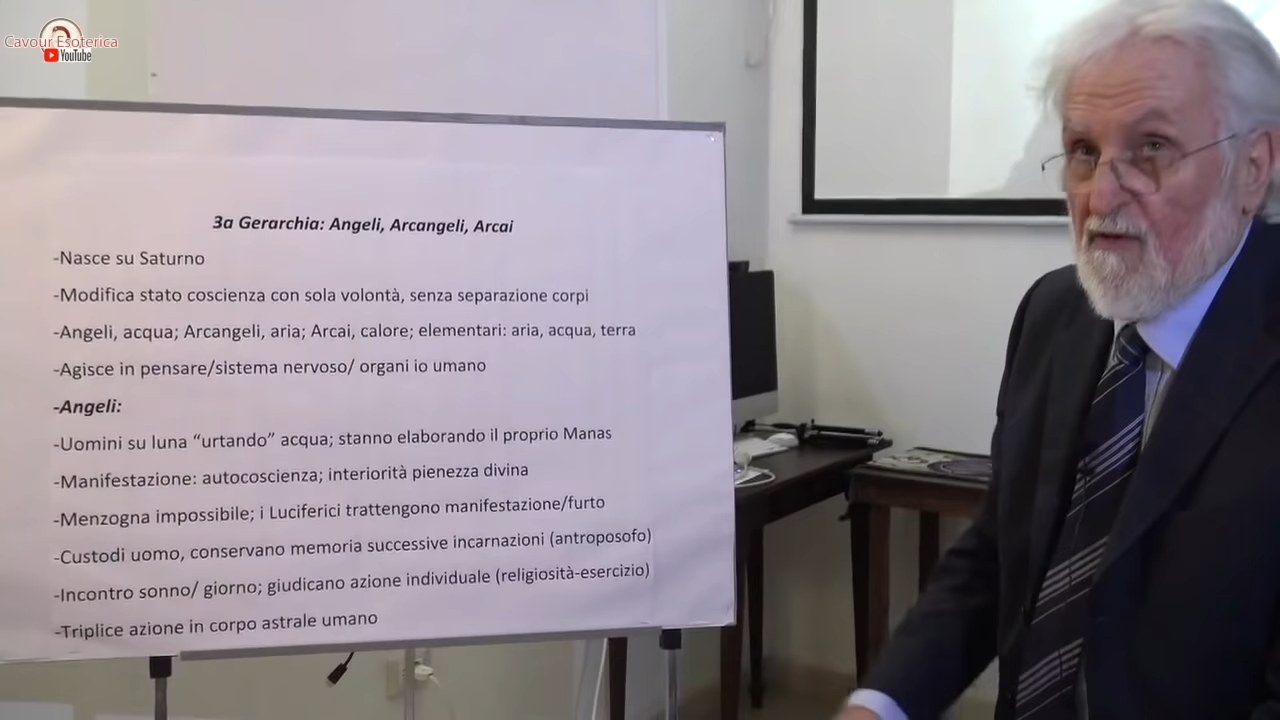 Cavour Esoterica
YouTube
3a Gerarchia: Angeli, Arcangeli, Arcai
-Nasce su Saturno
-Modifica stato coscienza con sola volontà, senza separazione corpi
-Angeli, acqua; Arcangeli, aria; Arcai, calore; elementari: aria, acqua, terra
-Agisce in pensare/sistema nervoso/ organi io umano
-Angeli:
-Uomini su luna “urtando” acqua; stanno elaborando il proprio Manas
-Manifestazione: autocoscienza; interiorità pienezza divina
-Menzogna impossibile; i Luciferici trattengono manifestazione/furto
-Custodi uomo, conservano memoria successive incarnazioni (antroposofo)
-Incontro sonno/ giorno; giudicano azione individuale (religiosità-esercizio)
-Triplice azione in corpo astrale umano